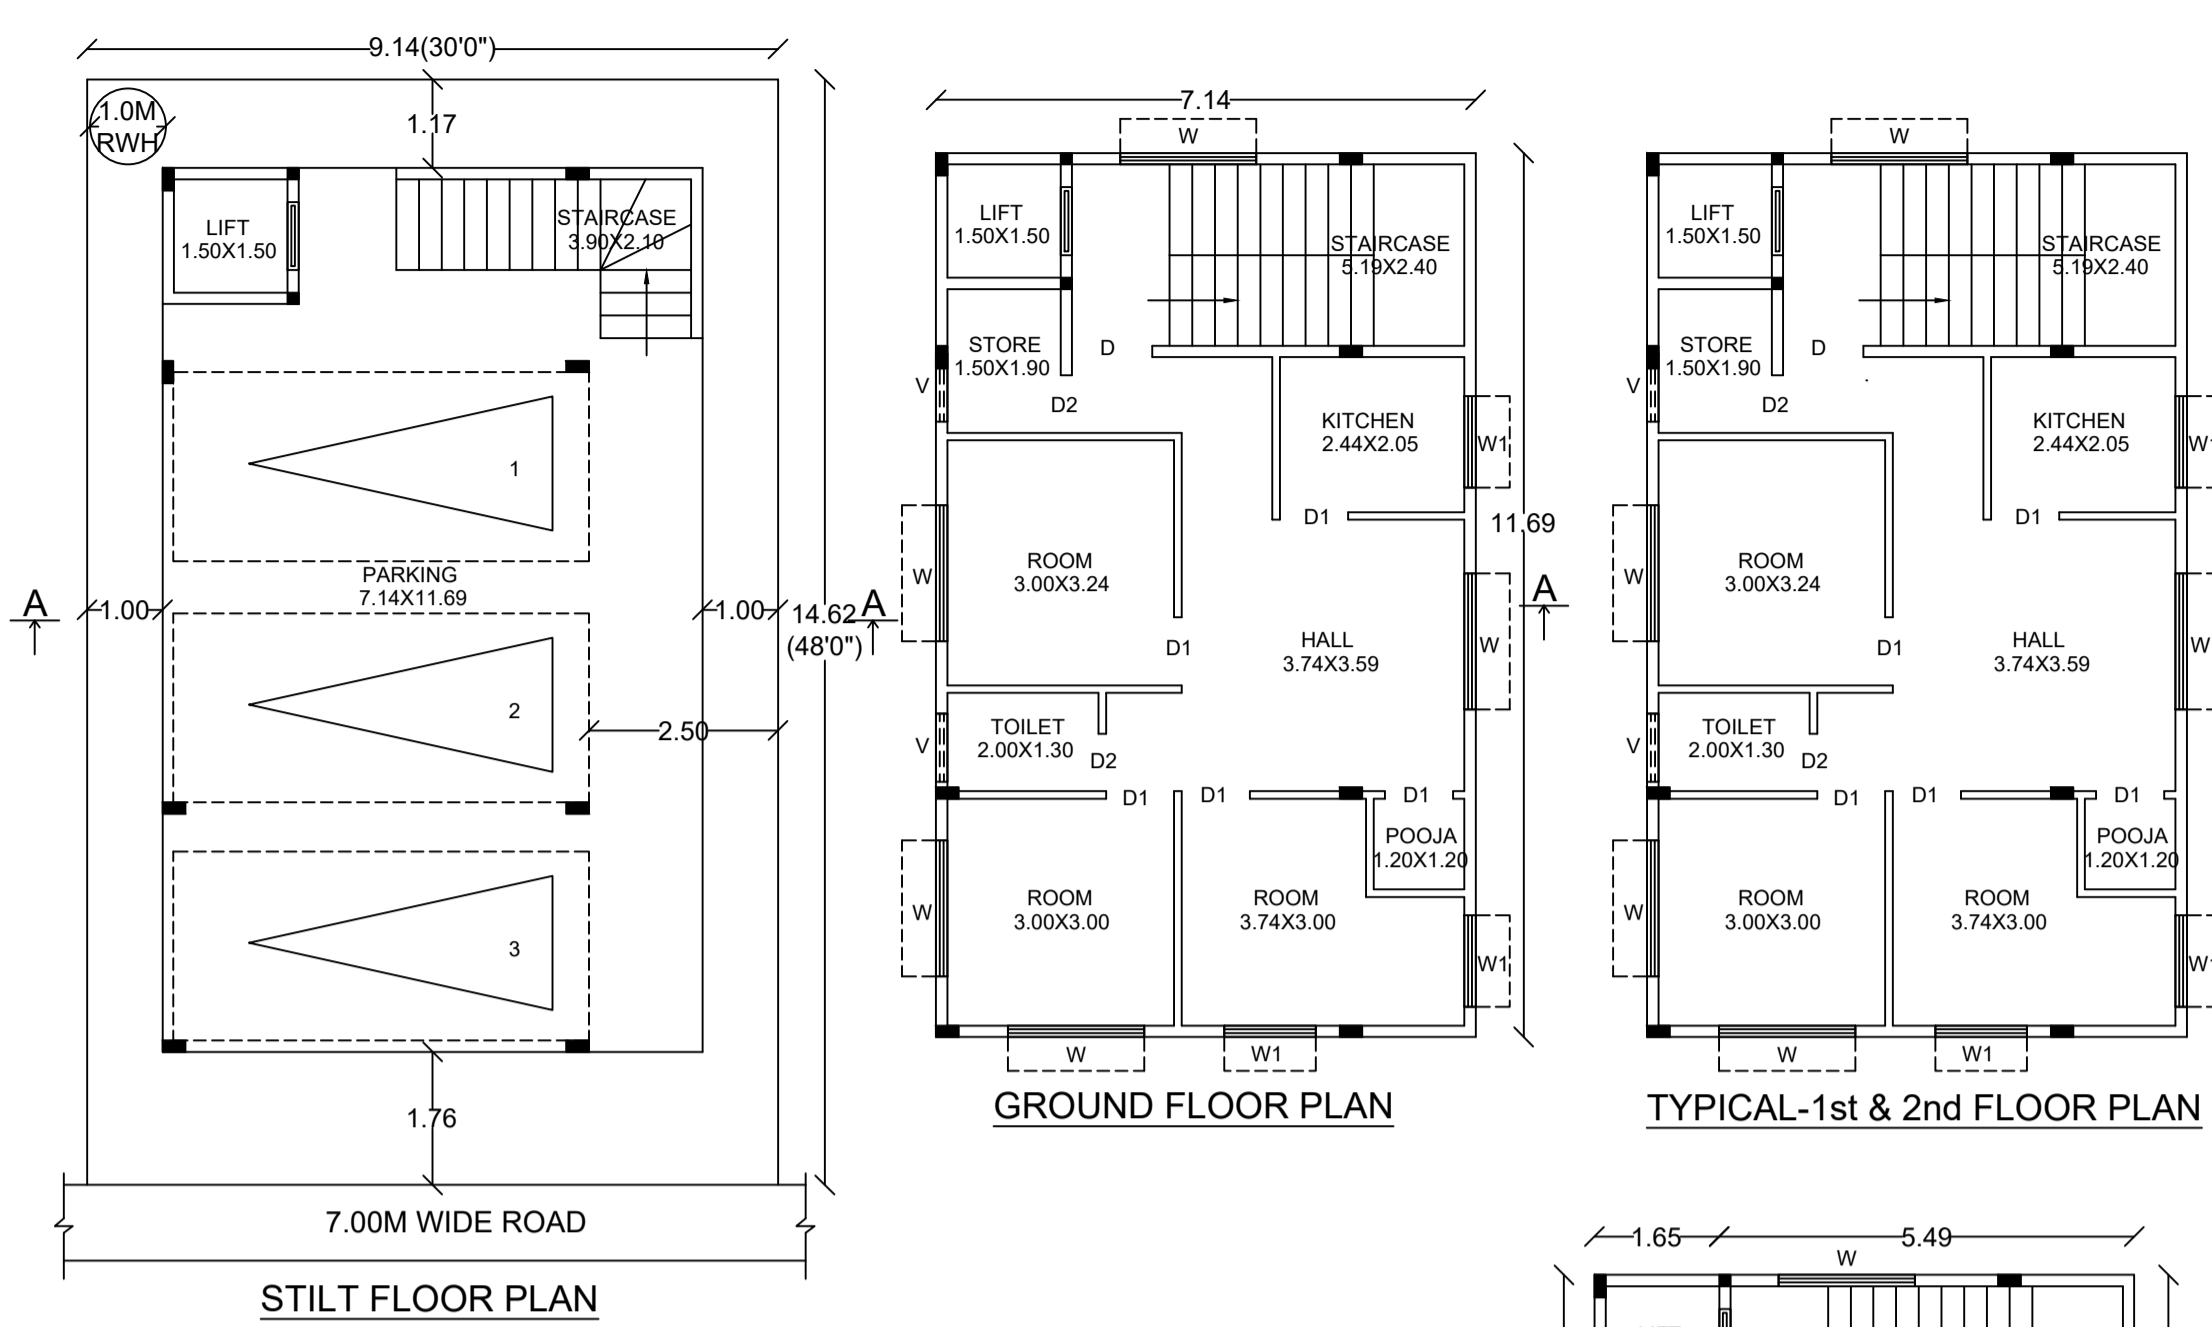 9.14(30'0")
1.0M
RWH
1.17
LIFT
1.50X1.50
STAIRCASE
3.90X2.10
1
PARKING
7.14X11.69
A
1.00
1.00
14.62
(48'0")
A
2
2.50
3
1.76
7.00M WIDE ROAD
STILT FLOOR PLAN
7.14
W
LIFT
1.50X1.50
STAIRCASE
5.19X2.40
STORE
1.50X1.90
D
V
D2
KITCHEN
2.44X2.05
W1
D1
11.69
ROOM
3.00X3.24
W
A
D1
HALL
3.74X3.59
W
TOILET
2.00X1.30
V
D2
D1
D1
D1
POOJA
1.20X1.20
ROOM
3.00X3.00
ROOM
3.74X3.00
W
W1
W
W1
GROUND FLOOR PLAN
W
LIFT
1.50X1.50
STAIRCASE
5.19X2.40
STORE
1.50X1.90
D
V
D2
KITCHEN
2.44X2.05
D1
ROOM
3.00X3.24
W
D1
HALL
3.74X3.59
W
TOILET
2.00X1.30
V
D2
D1
D1
D1
POOJA
1.20X1.20
ROOM
3.00X3.00
ROOM
3.74X3.00
W
W
W1
TYPICAL-1st & 2nd FLOOR PLAN
1.65
5.49
W